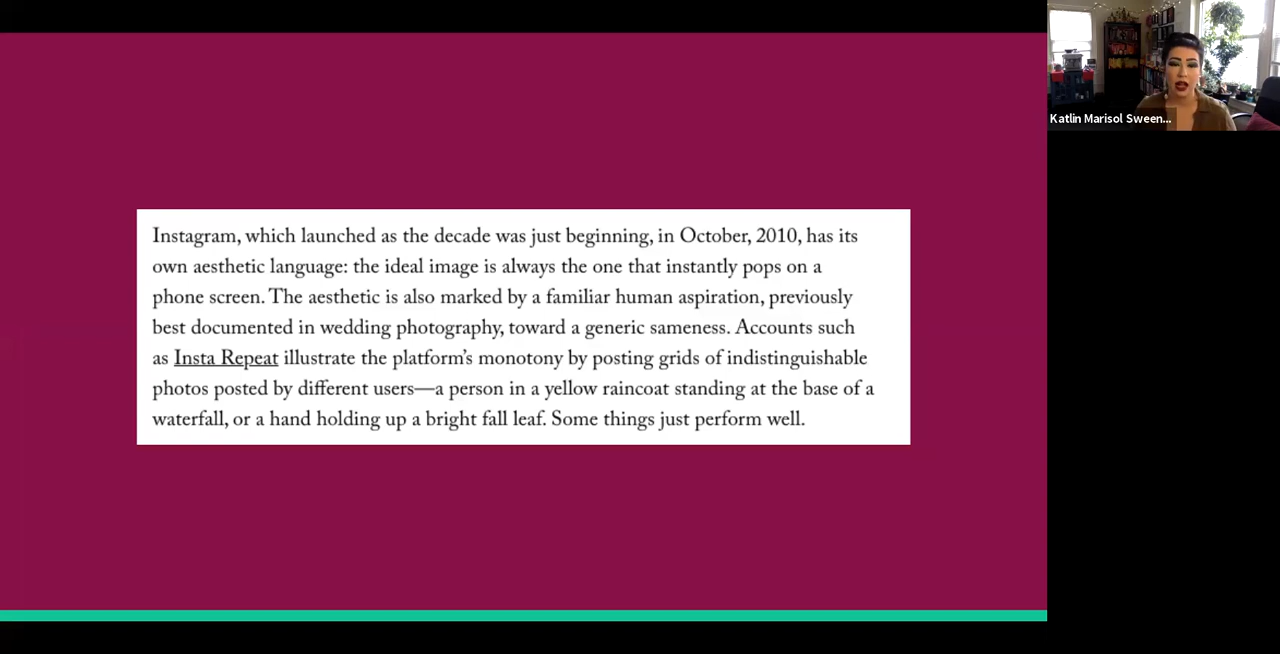 Instagram, which launched as the decade was just beginning, in October, 2010, has its
own aesthetic language: the ideal image is always the one that instantly pops on a
phone screen. The aesthetic is also marked by a familiar human aspiration, previously
best documented in wedding photography, toward a generic sameness. Accounts such
as Insta Repeat illustrate the platform’s monotony by posting grids of indistinguishable
photos posted by different users—a person in a yellow raincoat standing at the base of a
waterfall, or a hand holding up a bright fall leaf. Some things just perform well.
Katlin Marisol Sween...